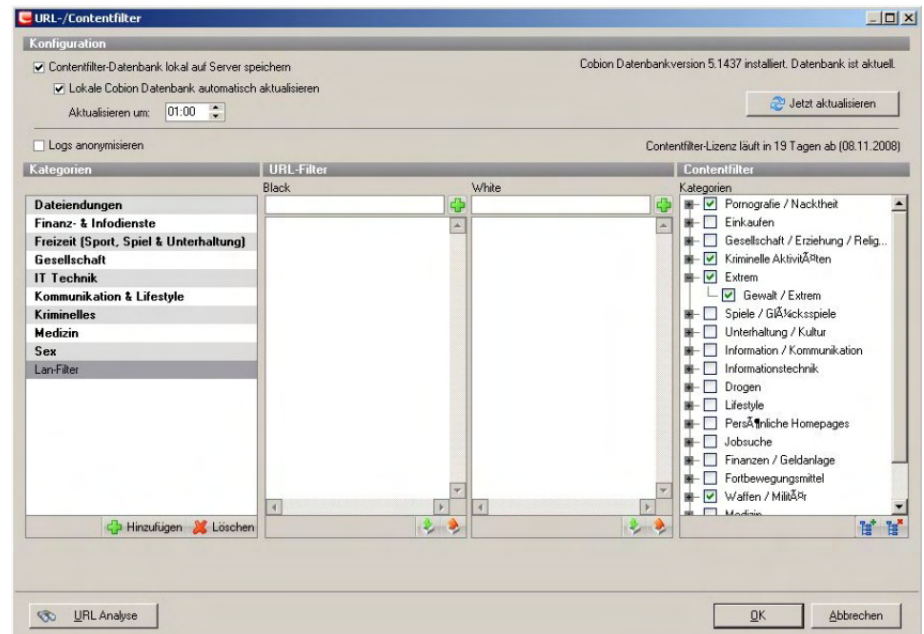 URL-/Contentfilter
Konfiguration
Contentfilter-Datenbank lokal auf Server speichern
Cobion Datenbankversion 5.1437 installiert. Datenbank ist aktuell.
Lokale Cobion Datenbank automatisch aktualisieren
Aktualisieren um: 01:00
Jetzt aktualisieren
Logs anonymisieren
Contentfilter-Lizenz läuft in 19 Tagen ab (08.11.2008)
Kategorien
Dateiendungen
Finanz- & Infodienste
Freizeit (Sport, Spiel & Unterhaltung)
Gesellschaft
IT Technik
Kommunikation & Lifestyle
Kriminelles
Medizin
Sex
Lan-Filter
Hinzufügen Löschen
URL-Filter
Black White
Contentfilter
Kategorien
Pornografie / Nacktheit
Einkaufen
Gesellschaft / Erziehung / Relig...
Kriminelle AktivitÃ¤ten
Extrem
Gewalt / Extrem
Spiele / GlÃ¼cksspiele
Unterhaltung / Kultur
Information / Kommunikation
Informationstechnik
Drogen
Lifestyle
PersÃ¶nliche Homepages
Jobsuche
Finanzen / Geldanlage
Fortbewegungsmittel
Waffen / MilitÃ¤r
Medizin
URL Analyse
OK
Abbrechen